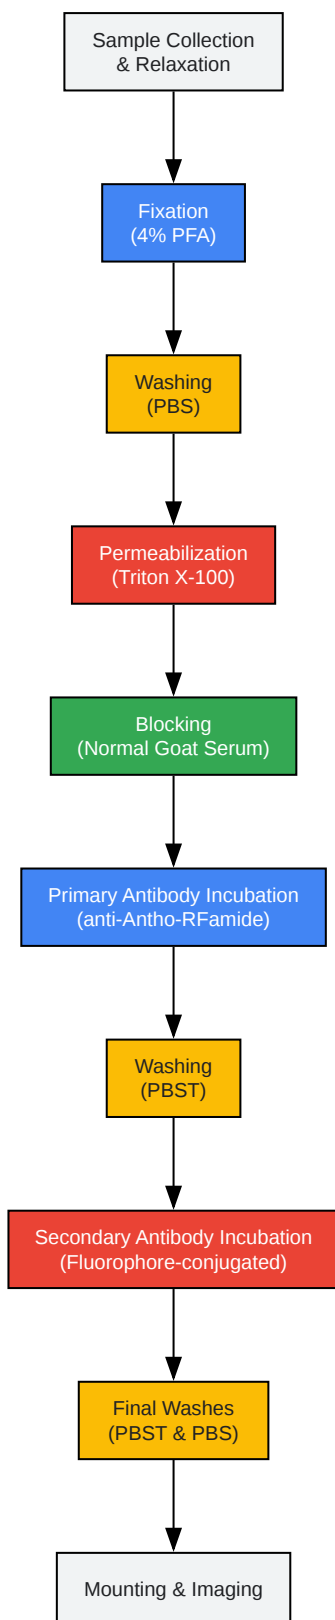 Sample Collection
& Relaxation
Fixation
(4% PFA)
Washing
(PBS)
Permeabilization
(Triton X-100)
Blocking
(Normal Goat Serum)
Primary Antibody Incubation
(anti-Antho-RFamide)
Washing
(PBST)
Secondary Antibody Incubation
(Fluorophore-conjugated)
Final Washes
(PBST & PBS)
Mounting & Imaging